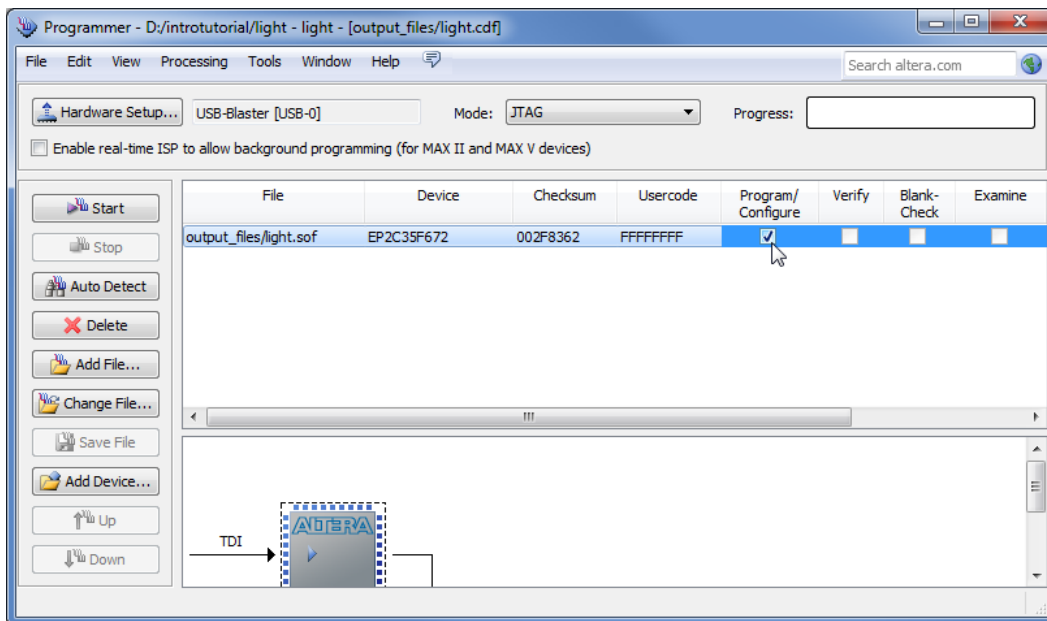 Programmer - D:/introtutorial/light - light - [output_files/light.cdf]
File Edit View Processing Tools Window Help
Search altera.com
Hardware Setup... USB-Blaster [USB-0] Mode: JTAG Progress:
Enable real-time ISP to allow background programming (for MAX II and MAX V devices)
Start
Stop
Auto Detect
Delete
Add File...
Change File...
Save File
Add Device...
Up
Down
File Device Checksum Usercode Program/ Verify Blank- Examine
Configure Check
output_files/light.sof EP2C35F672 002F8362 FFFFFFFF
ALTERA
TDI